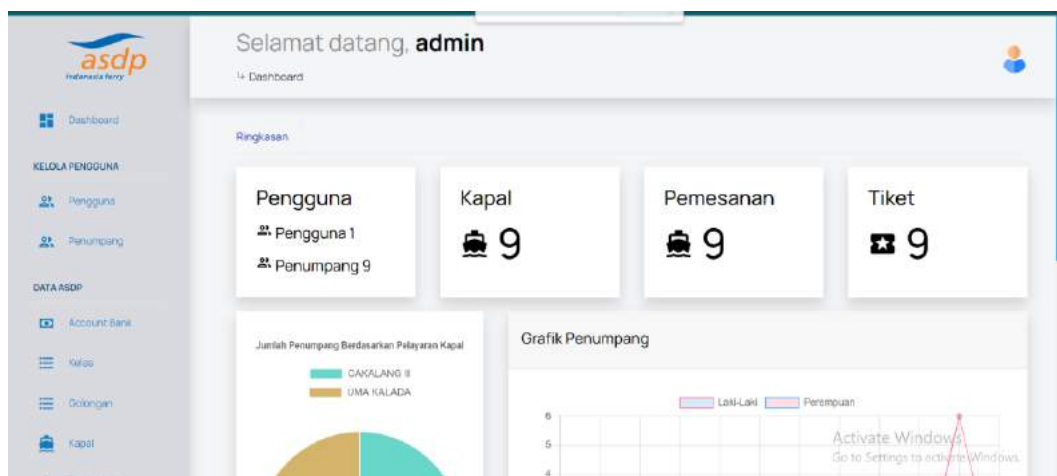 asdp
Indonesia ferry
Selamat datang, admin
↳ Dashboard
Dashboard
KELOLA PENGGUNA
Pengguna
Penumpang
DATA ASDP
Account Bank
Kelas
Golongan
Kapal
Ringkasan
Pengguna
Pengguna 1
Penumpang 9
Kapal
9
Pemesanan
9
Tiket
9
Jumlah Penumpang Berdasarkan Pelayaran Kapal
CAKALANG II
UMA KALADA
Grafik Penumpang
Laki-Laki
Perempuan
6
5
4
Activate Windows
Go to Settings to activate Windows.